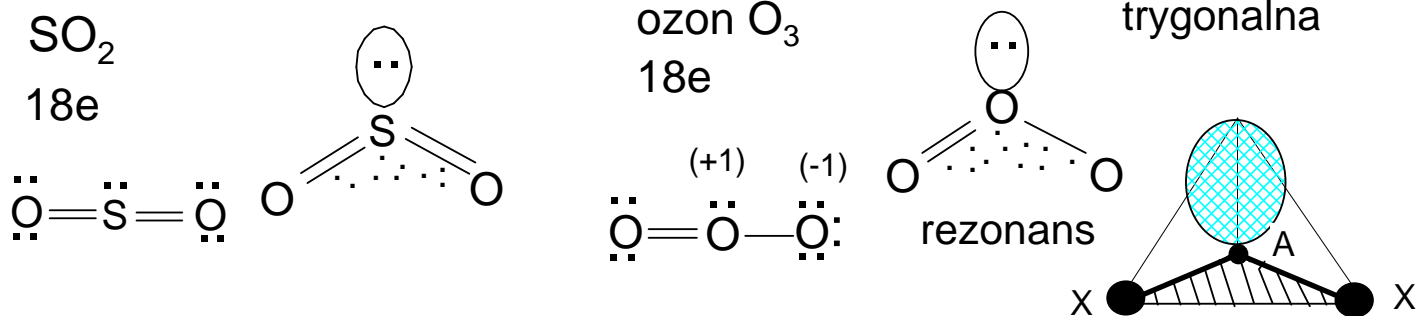 SO2
18e
O S O
S
O O
ozon O3
18e
(+1) (-1)
O O O
O
O O
rezonans
trygonalna
A
X X